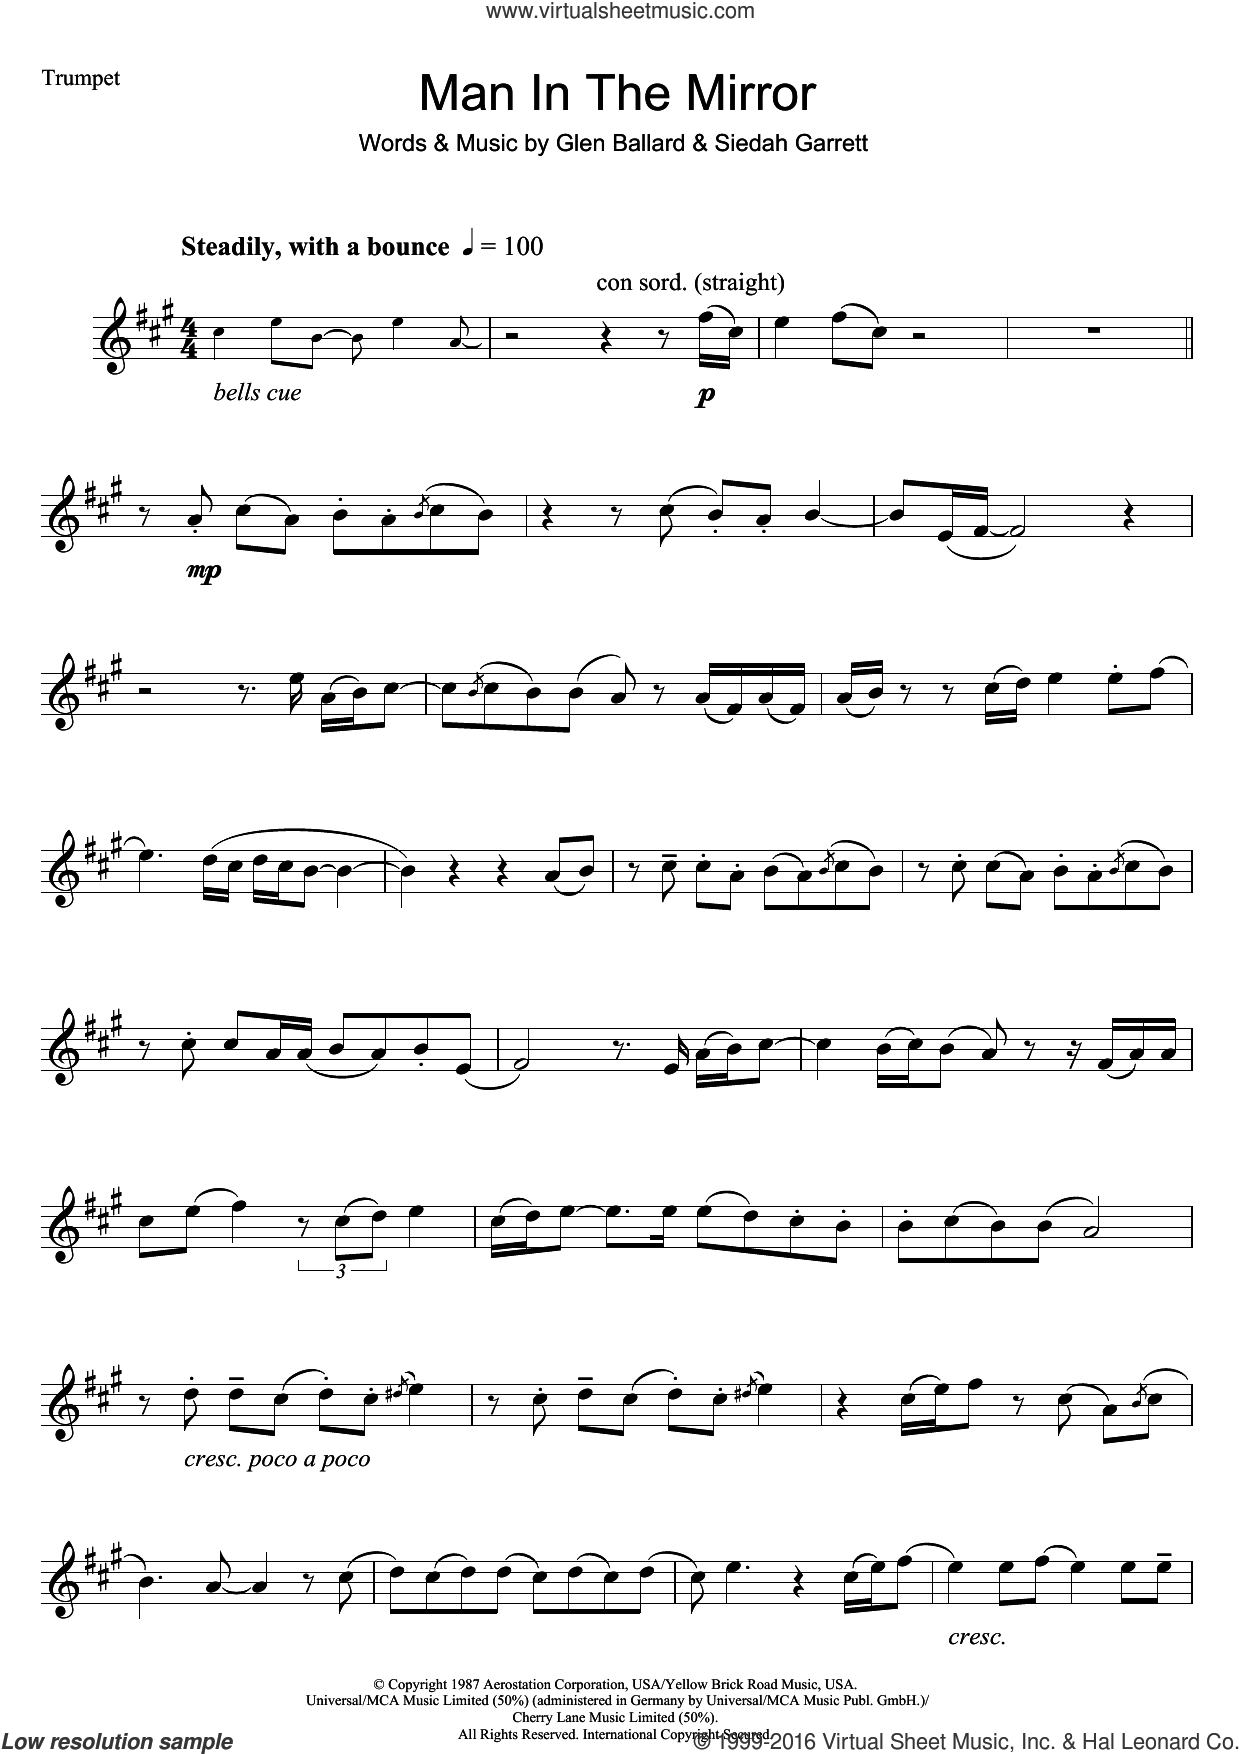 www.virtualsheetmusic.com
Trumpet
Man In The Mirror
Words & Music by Glen Ballard & Siedah Garrett
Steadily, with a bounce ♩ = 100
con sord. (straight)
4
4
bells cue
p
mp
3
cresc. poco a poco
cresc.
© Copyright 1987 Aerostation Corporation, USA/Yellow Brick Road Music, USA.
Universal/MCA Music Limited (50%) (administered in Germany by Universal/MCA Music Publ. GmbH.)/
Cherry Lane Music Limited (50%).
All Rights Reserved. International Copyright Secured.
Low resolution sample
© 1999-2016 Virtual Sheet Music, Inc. & Hal Leonard Co.